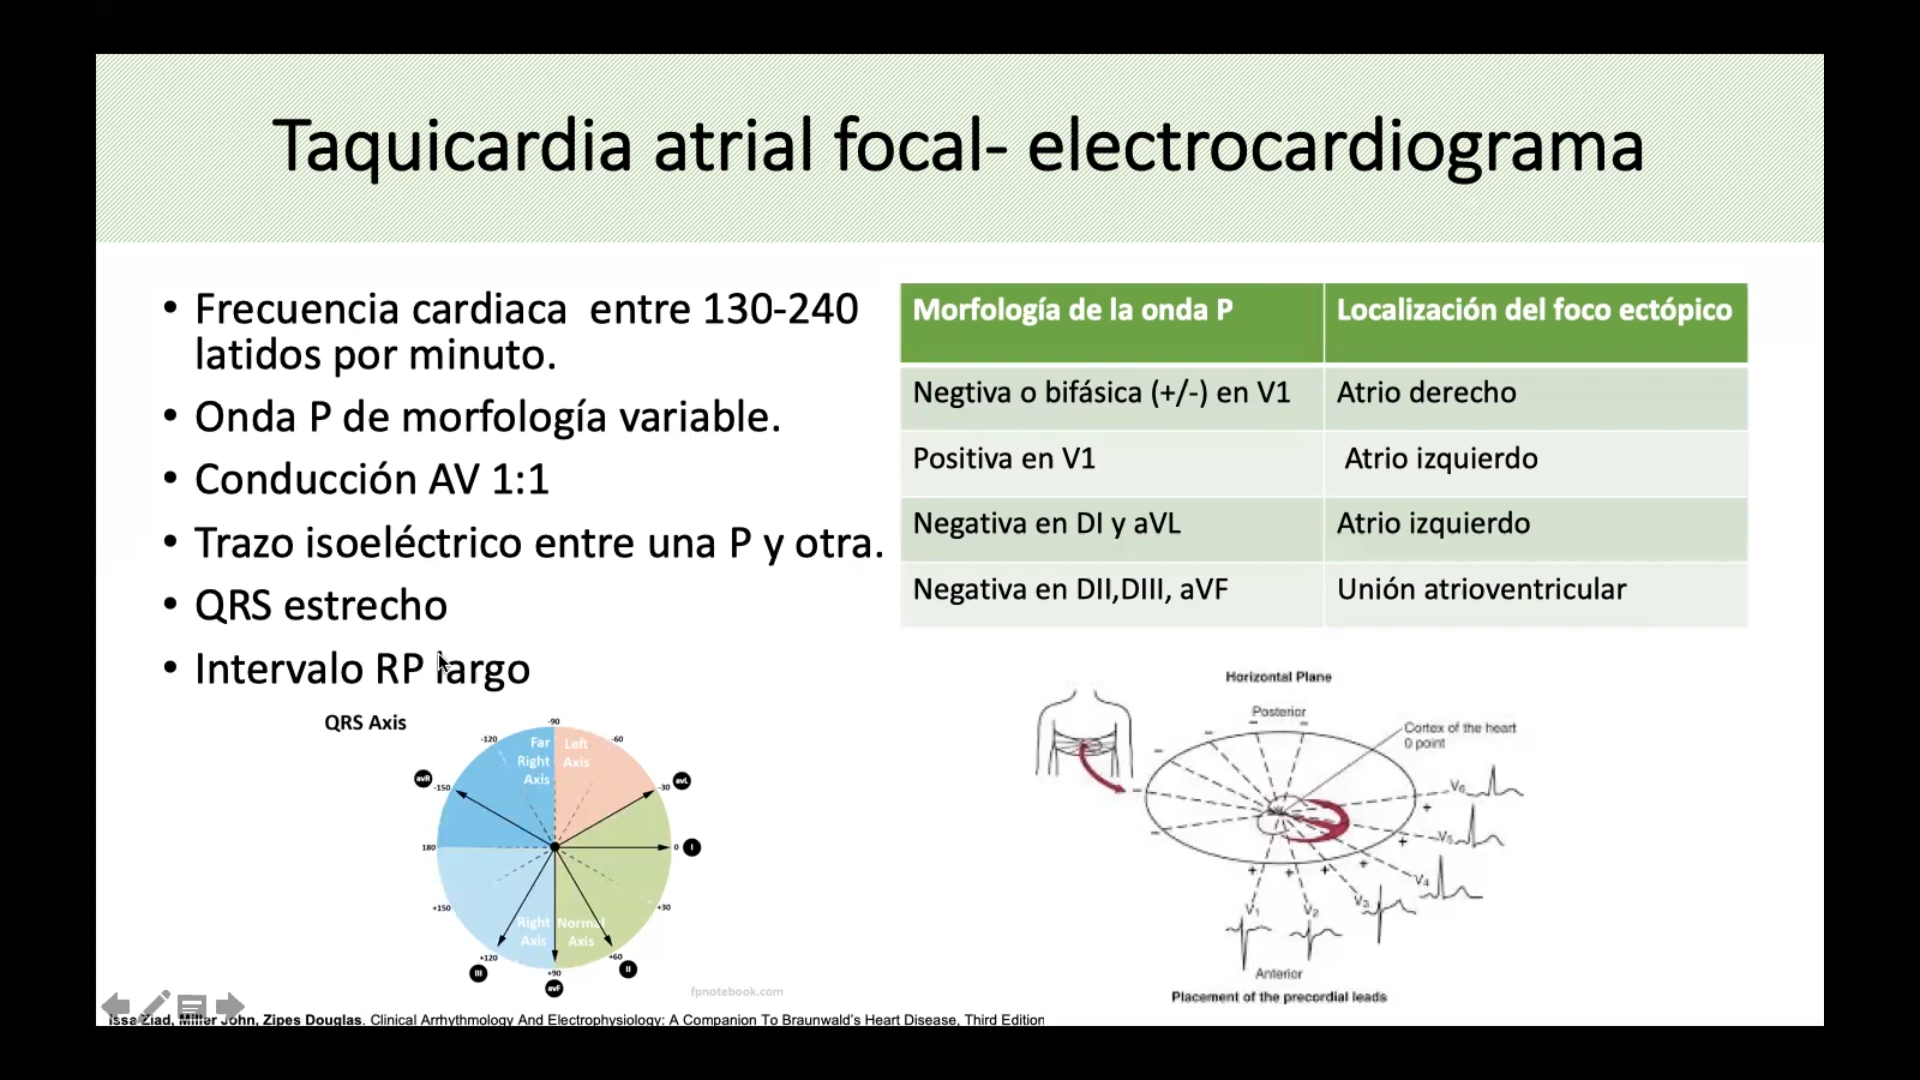 Taquicardia atrial focal- electrocardiograma
• Frecuencia cardiaca  entre 130-240
latidos por minuto.
• Onda P de morfología variable.
• Conducción AV 1:1
• Trazo isoeléctrico entre una P y otra.
• QRS estrecho
• Intervalo RP largo
Morfología de la onda P Localización del foco ectópico
Negtiva o bifásica (+/-) en V1 Atrio derecho
Positiva en V1 Atrio izquierdo
Negativa en DI y aVL Atrio izquierdo
Negativa en DII,DIII, aVF Unión atrioventricular
QRS Axis
-90
-120
-60
Far
Right
Axis
Left
Axis
avR
-150
-30
avL
180
0
I
+150
+30
Right
Axis
Normal
Axis
+120
+60
III
+90
II
avF
fpnotebook.com
Horizontal Plane
Posterior
Cortex of the heart
0 point
V6
V5
V4
V3
V1
V2
Anterior
Placement of the precordial leads
Issa Ziad, Miller John, Zipes Douglas. Clinical Arrhythmology And Electrophysiology: A Companion To Braunwald's Heart Disease, Third Edition